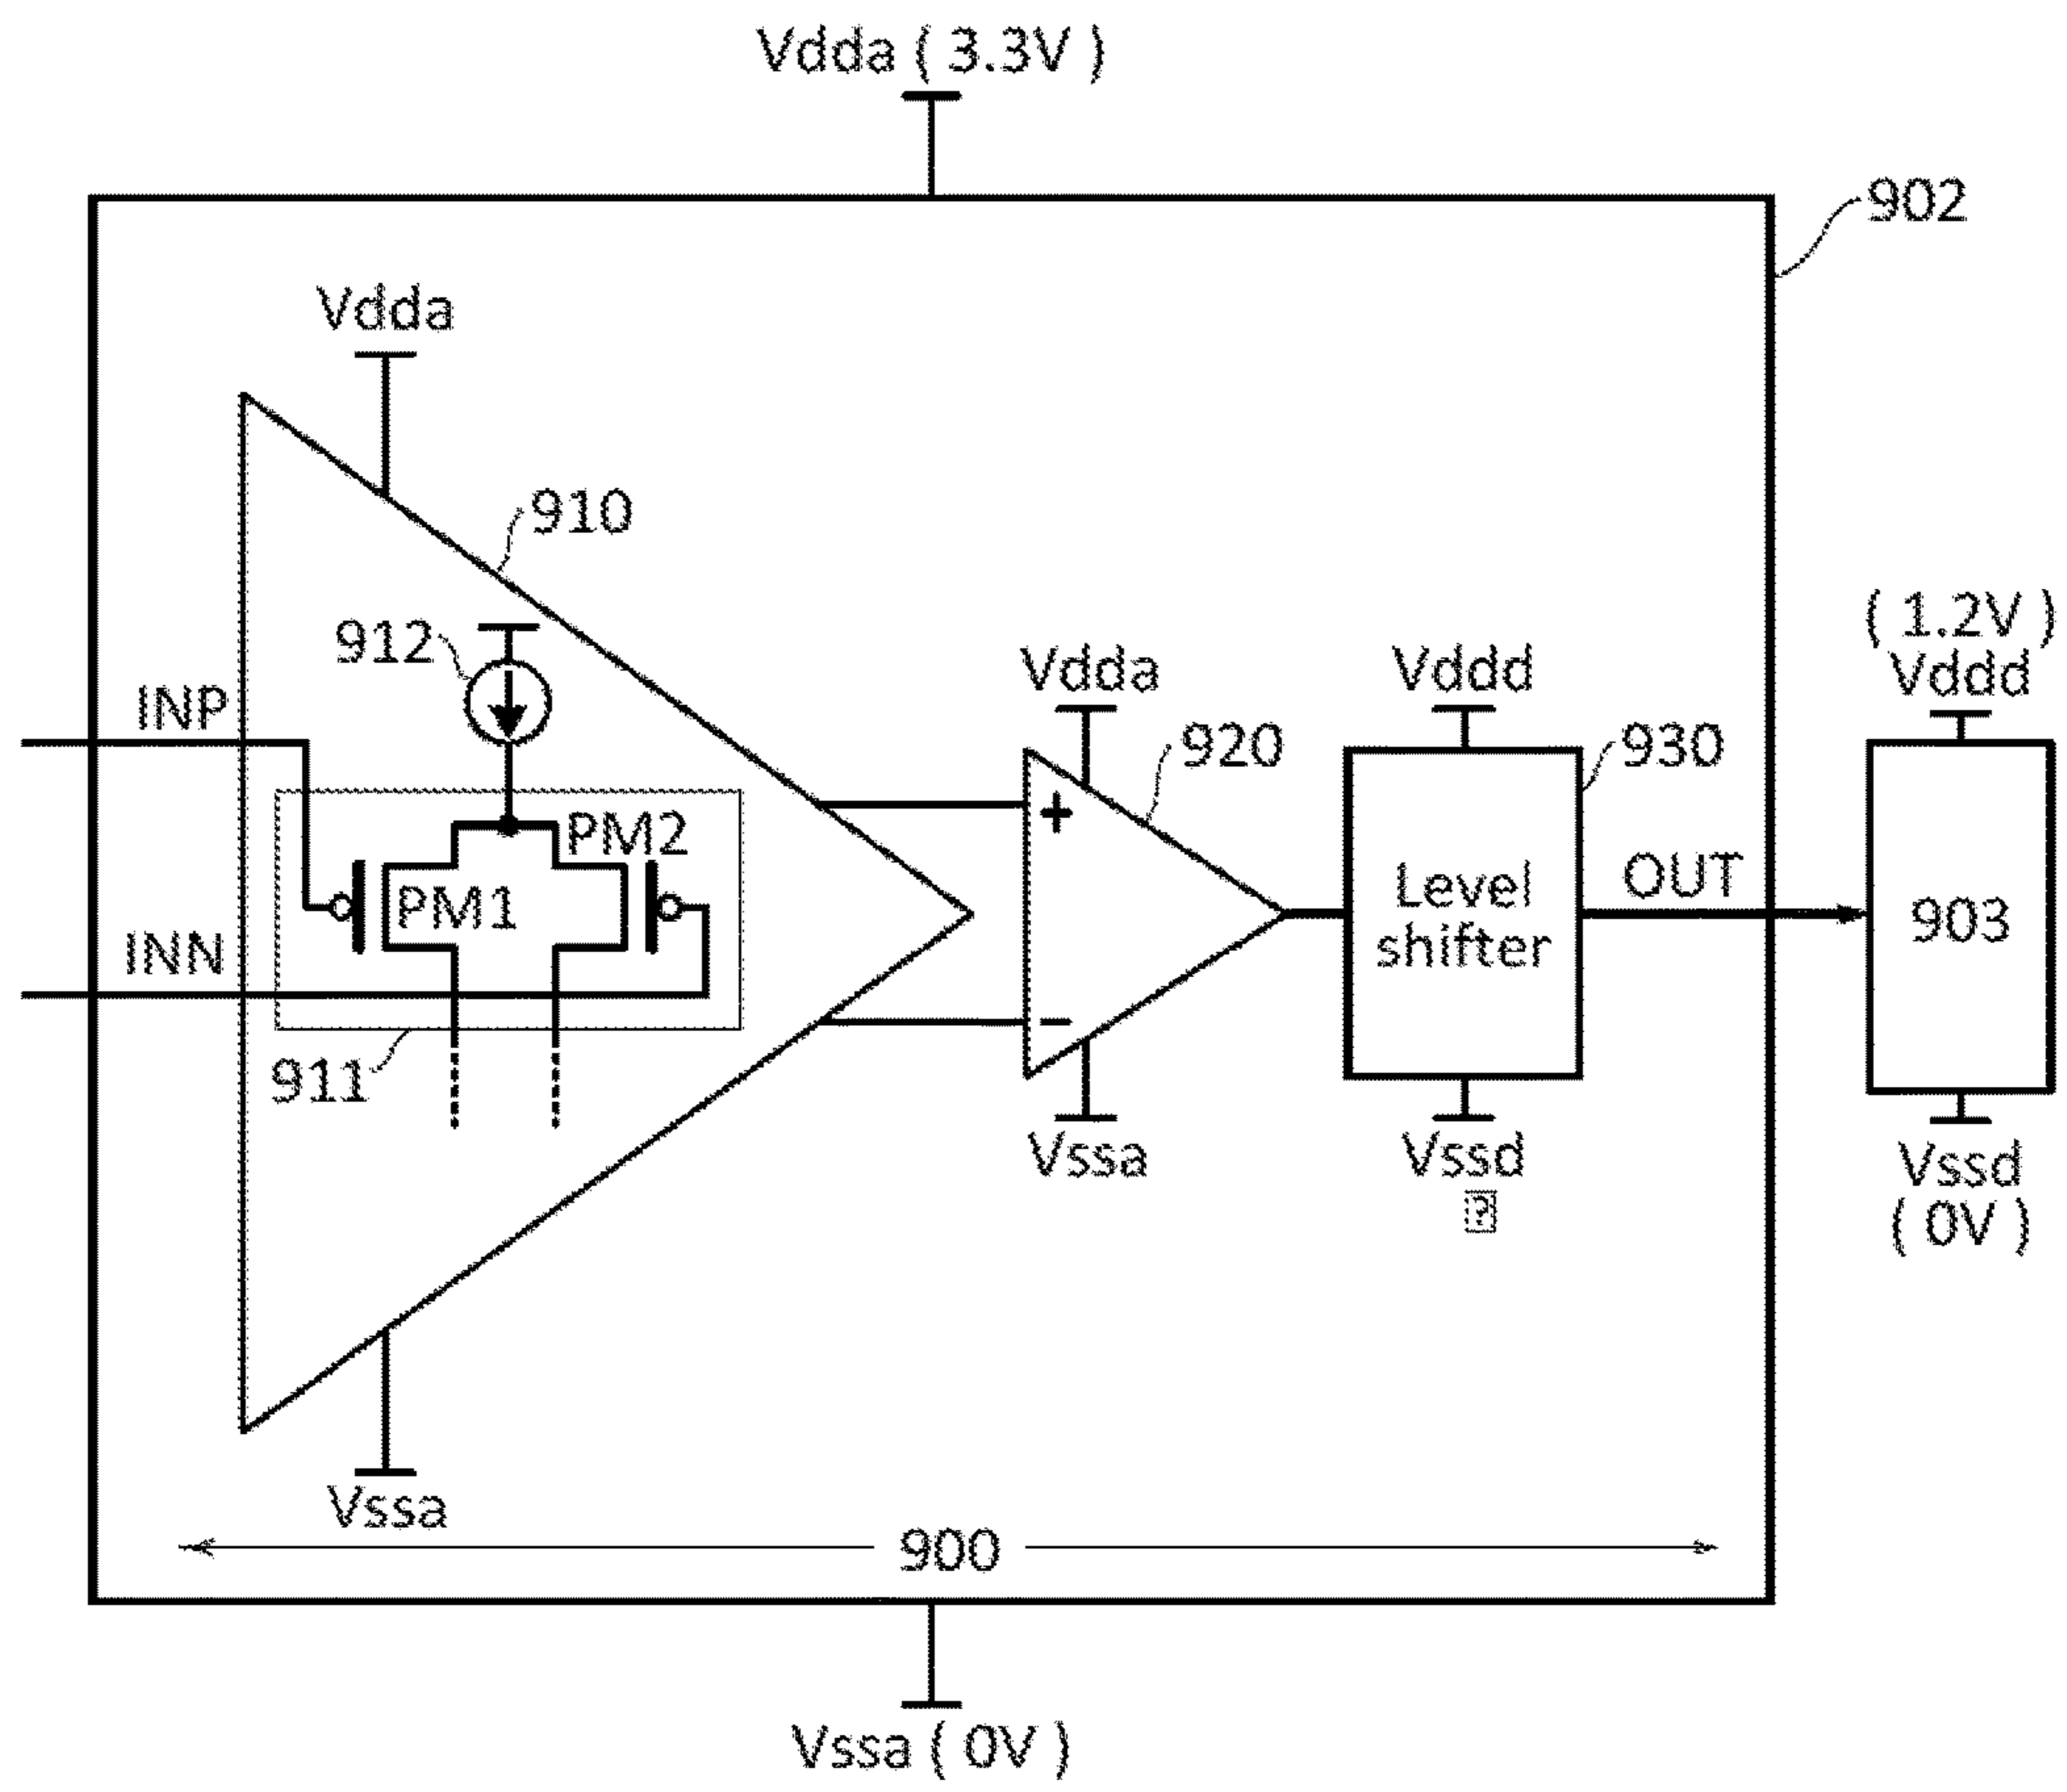 Vdda ( 3.3V )
902
Vdda
910
912
INP
Vdda
920
Vddd
930
( 1.2V )
Vddd
PM2
PM1
+
INN
911
−
Level
shifter
OUT
903
Vssa
Vssd
?
Vssd
( 0V )
Vssa
900
Vssa ( 0V )